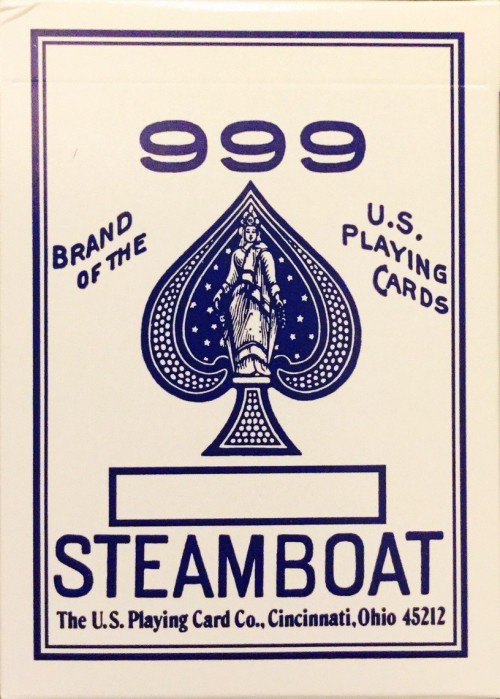 999
BRAND
OF THE
U.S.
PLAYING
CARDS
STEAMBOAT
The U.S. Playing Card Co., Cincinnati, Ohio 45212